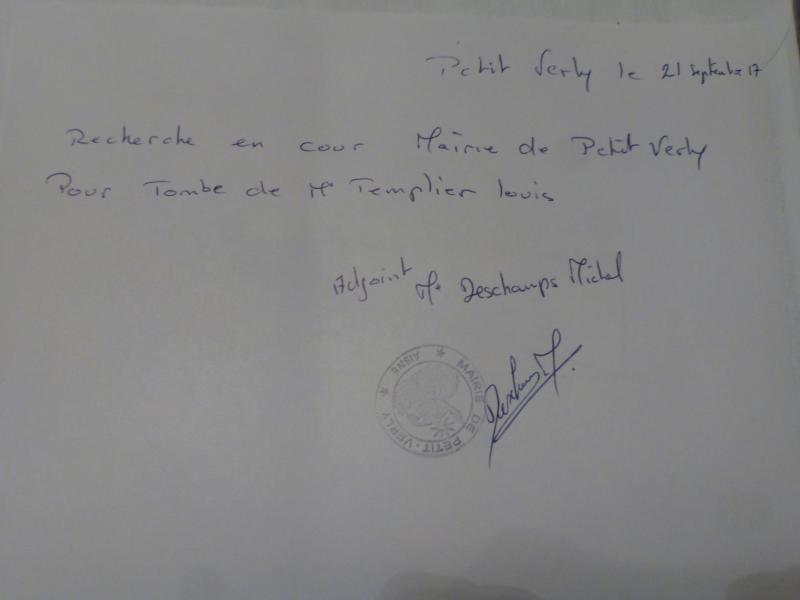 Petit Verly le 21 septembre 17
Recherche en cour Mairie de Petit Verly
Pour Tombe de Mr Templier louis
Adjoint Mr Deschamps Michel
MAIRIE DE PETIT-VERLY * AISNE *